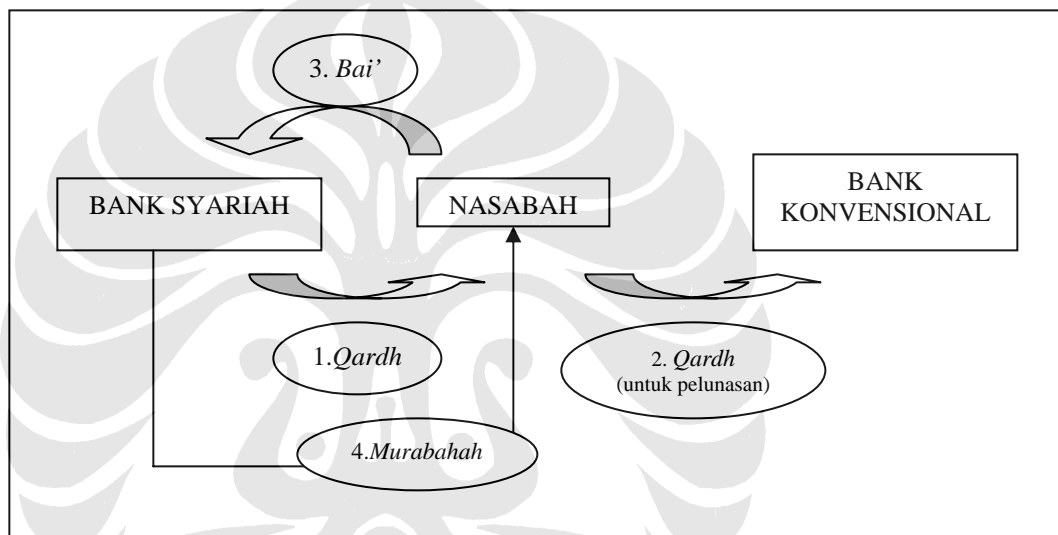 3. Bai’
BANK SYARIAH
NASABAH
BANK
KONVENSIONAL
1.Qardh
2. Qardh
(untuk pelunasan)
4.Murabahah